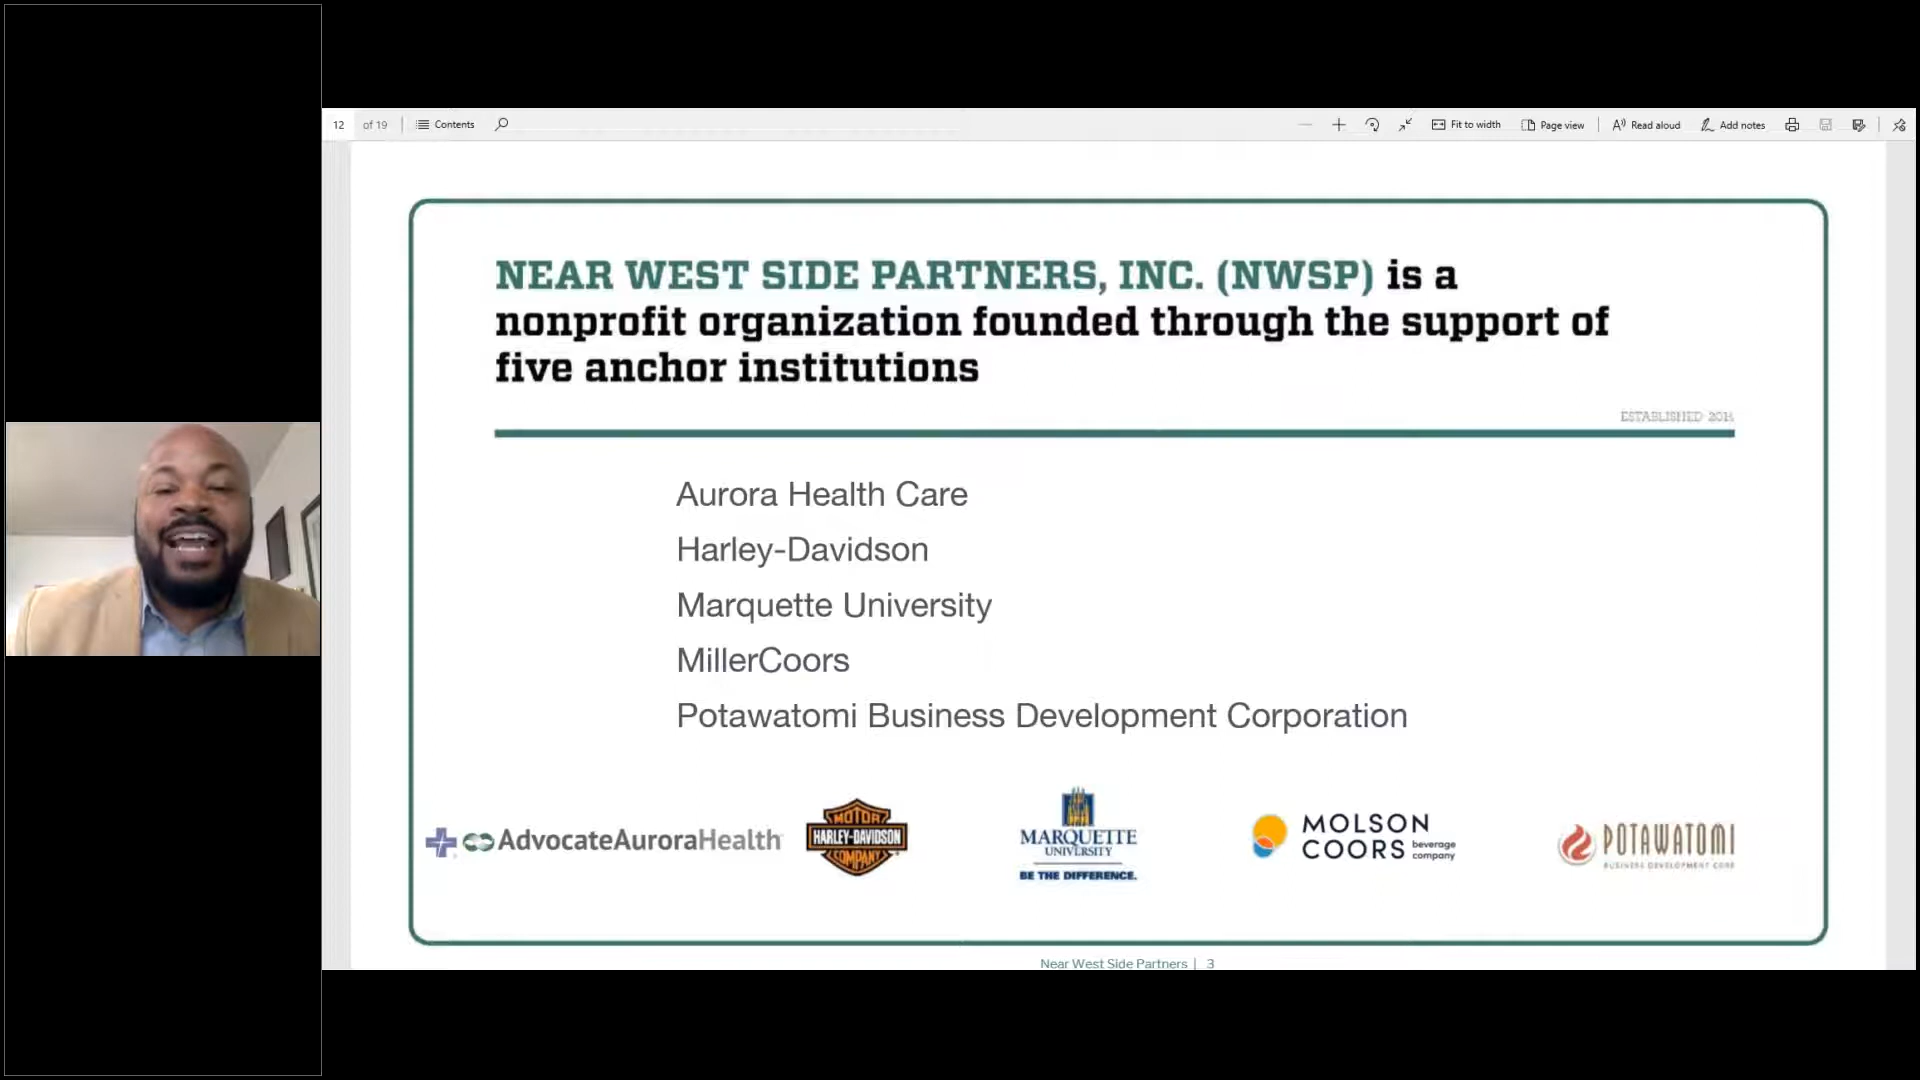 12 of 19 Contents Fit to width Page view Read aloud Add notes
NEAR WEST SIDE PARTNERS, INC. (NWSP) is a
nonprofit organization founded through the support of
five anchor institutions
ESTABLISHED 2014
Aurora Health Care
Harley-Davidson
Marquette University
MillerCoors
Potawatomi Business Development Corporation
AdvocateAuroraHealth
MOTOR
HARLEY-DAVIDSON
COMPANY
MARQUETTE
UNIVERSITY
BE THE DIFFERENCE.
MOLSON
COORS beverage
company
POTAWATOMI
BUSINESS DEVELOPMENT CORP
Near West Side Partners | 3